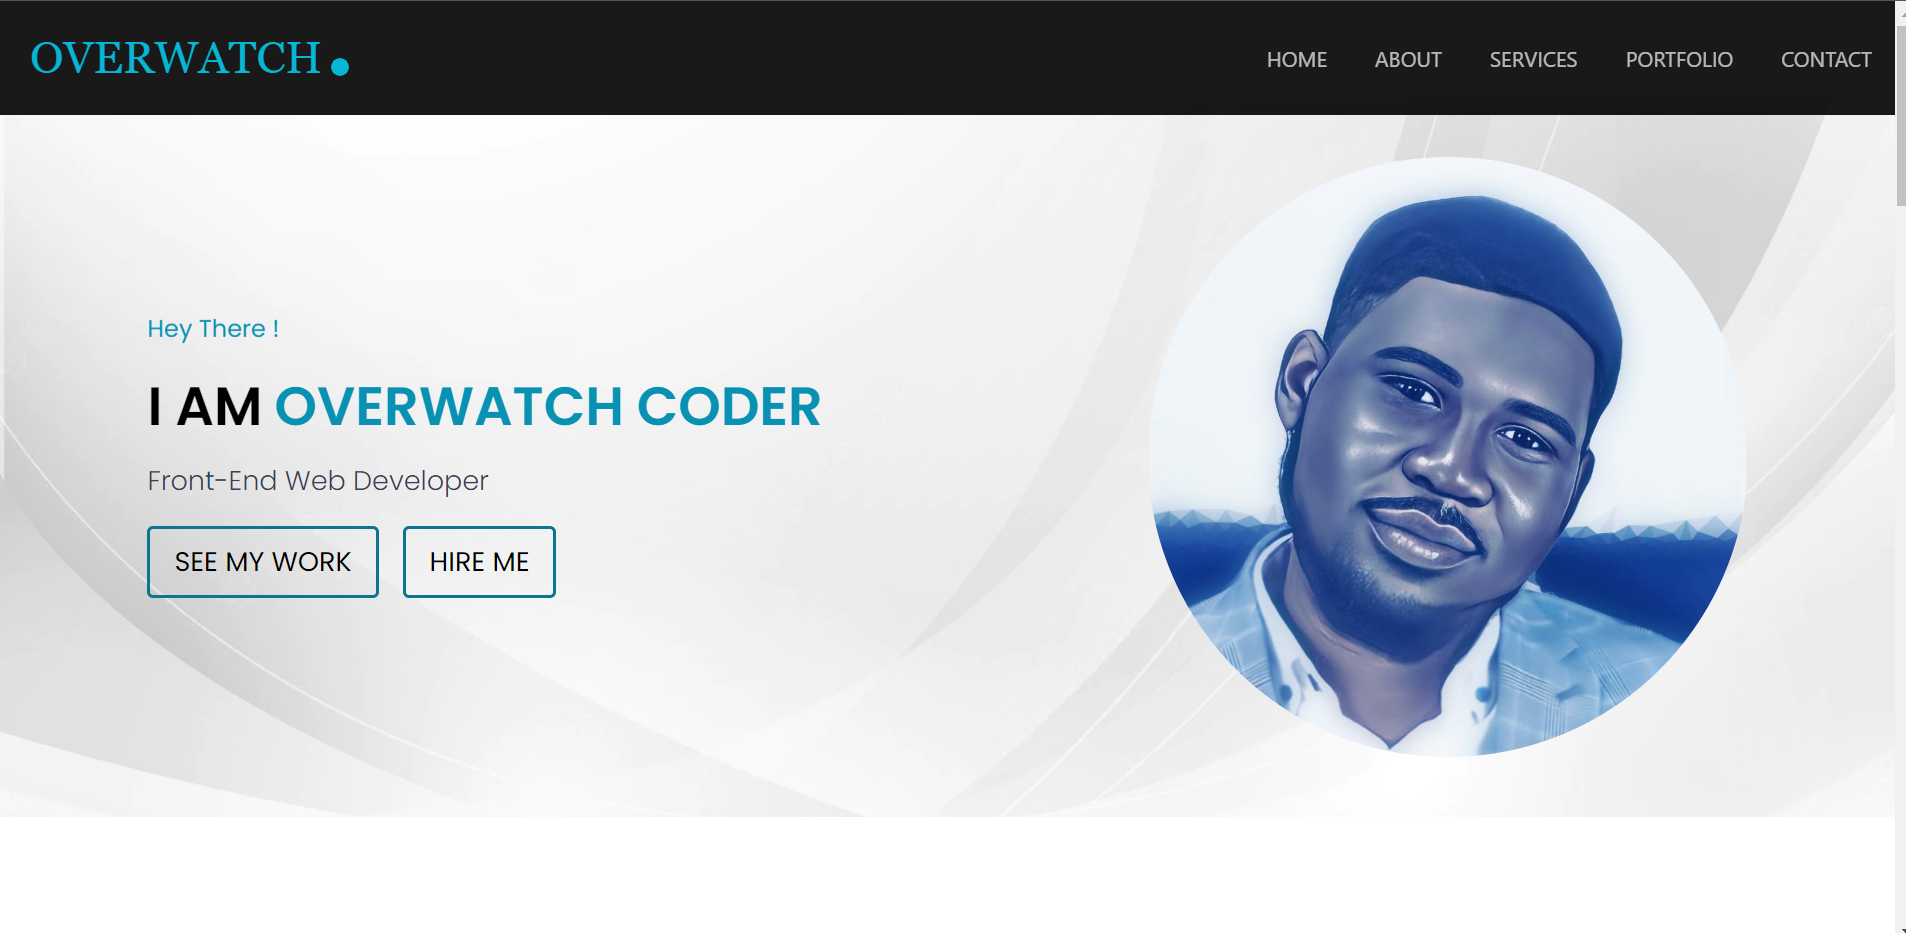 OVERWATCH.
HOME ABOUT SERVICES PORTFOLIO CONTACT
Hey There !
I AM OVERWATCH CODER
Front-End Web Developer
SEE MY WORK HIRE ME